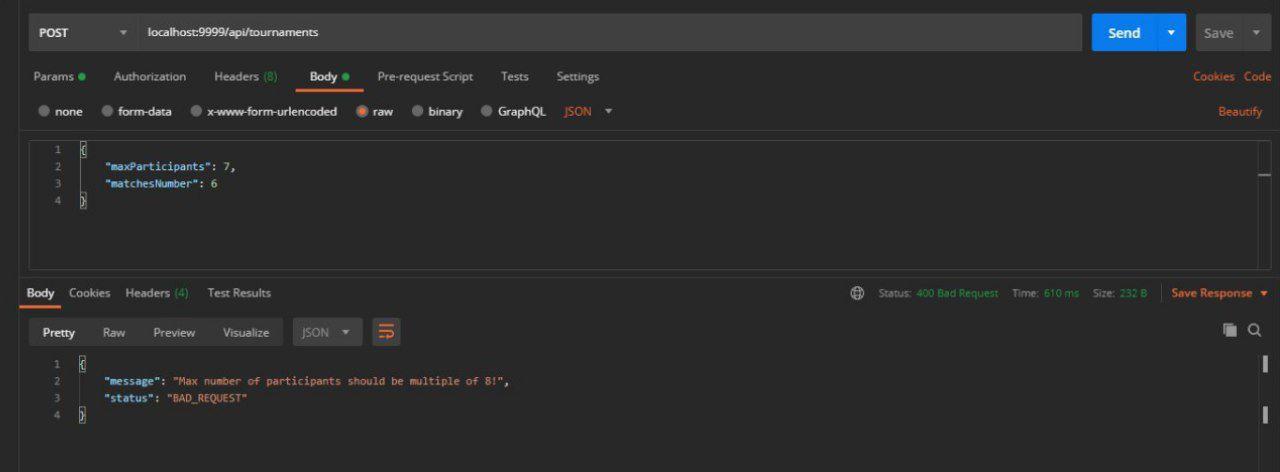 POST localhost:9999/api/tournaments Send Save
Params Authorization Headers (8) Body Pre-request Script Tests Settings Cookies Code
none form-data x-www-form-urlencoded raw binary GraphQL JSON Beautify
1 {
2 "maxParticipants": 7,
3 "matchesNumber": 6
4 }
Body Cookies Headers (4) Test Results Status: 400 Bad Request Time: 610 ms Size: 232 B Save Response
Pretty Raw Preview Visualize JSON
1 {
2 "message": "Max number of participants should be multiple of 8!",
3 "status": "BAD_REQUEST"
4 }